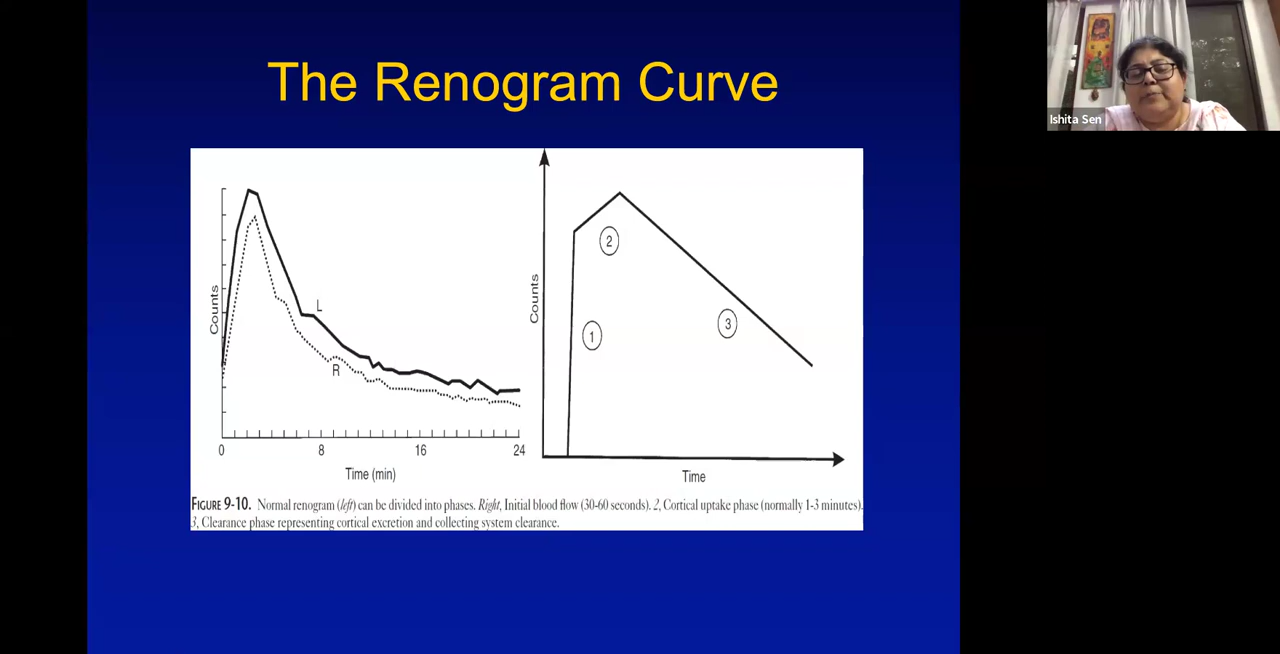 The Renogram Curve
Ishita Sen
Counts
L
R
0 8 16 24
Time (min)
Counts
1
2
3
Time
FIGURE 9-10. Normal renogram (left) can be divided into phases. Right, Initial blood flow (30-60 seconds). 2, Cortical uptake phase (normally 1-3 minutes).
3, Clearance phase representing cortical excretion and collecting system clearance.